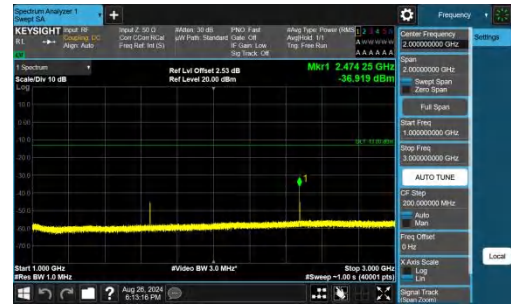 Spectrum Analyzer 1
Swept SA
Frequency
KEYSIGHT
Input: RF
Input Z: 50 Ω
#Atten: 30 dB
PNO: Fast
#Avg Type: Power (RMS)
1 2 3 4 5 6
RL
Coupling: DC
Corr CCorr RCal
µW Path: Standard
Gate: Off
Avg|Hold: 1/1
Align: Auto
Freq Ref: Int (S)
IF Gain: Low
Trig: Free Run
Sig Track: Off
A A A A A A
1 Spectrum
Scale/Div 10 dB
Ref Lvl Offset 2.53 dB
Ref Level 20.00 dBm
Mkr1 2.474 25 GHz
-36.919 dBm
Log
10.0
0.00
-10.0
-20.0
-30.0
-40.0
-50.0
-60.0
-70.0
1
Start 1.000 GHz
#Video BW 3.0 MHz*
Stop 3.000 GHz
#Res BW 1.0 MHz
#Sweep ~1.00 s (40001 pts)
Aug 26, 2024
6:13:16 PM
Center Frequency
2.000000000 GHz
Settings
Span
2.00000000 GHz
Swept Span
Zero Span
Full Span
Start Freq
1.000000000 GHz
Stop Freq
3.000000000 GHz
AUTO TUNE
CF Step
200.000000 MHz
Auto
Man
Freq Offset
0 Hz
X Axis Scale
Log
Lin
Local
Signal Track
(Span Zoom)